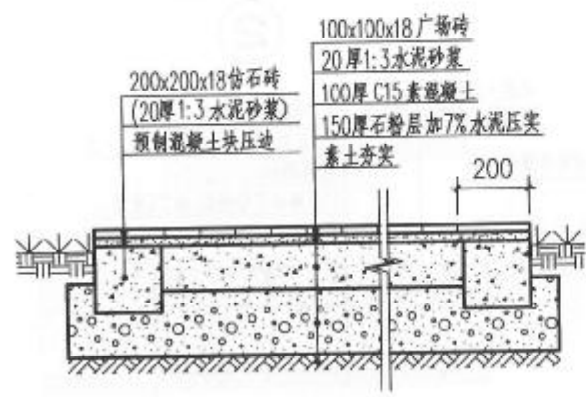 100x100x18广场砖
20厚1:3水泥砂浆
100厚C15素混凝土
150厚石粉层加7%水泥压实
素土夯实
200x200x18仿石砖
(20厚1:3水泥砂浆)
预制混凝土块压边
200